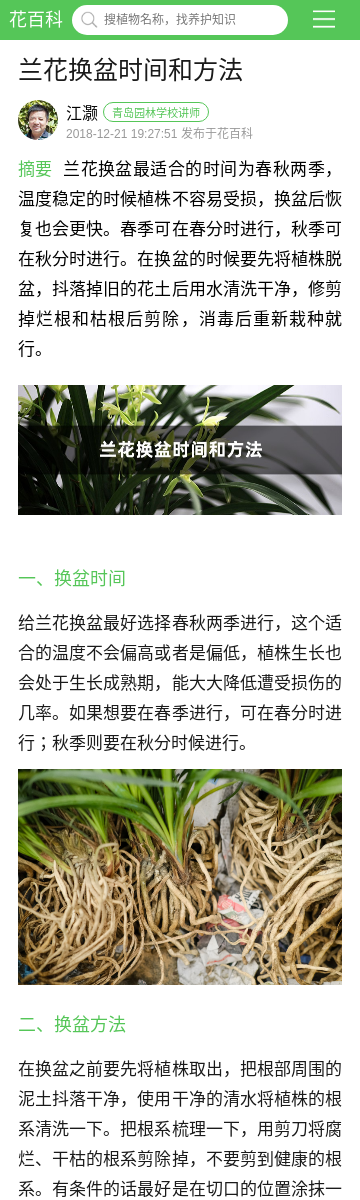 花百科
搜植物名称，找养护知识
兰花换盆时间和方法
江灏 青岛园林学校讲师
2018-12-21 19:27:51 发布于花百科
摘要 兰花换盆最适合的时间为春秋两季，
温度稳定的时候植株不容易受损，换盆后恢
复也会更快。春季可在春分时进行，秋季可
在秋分时进行。在换盆的时候要先将植株脱
盆，抖落掉旧的花土后用水清洗干净，修剪
掉烂根和枯根后剪除，消毒后重新栽种就
行。
兰花换盆时间和方法
一、换盆时间
给兰花换盆最好选择春秋两季进行，这个适
合的温度不会偏高或者是偏低，植株生长也
会处于生长成熟期，能大大降低遭受损伤的
几率。如果想要在春季进行，可在春分时进
行；秋季则要在秋分时候进行。
二、换盆方法
在换盆之前要先将植株取出，把根部周围的
泥土抖落干净，使用干净的清水将植株的根
系清洗一下。把根系梳理一下，用剪刀将腐
烂、干枯的根系剪除掉，不要剪到健康的根
系。有条件的话最好是在切口的位置涂抹一